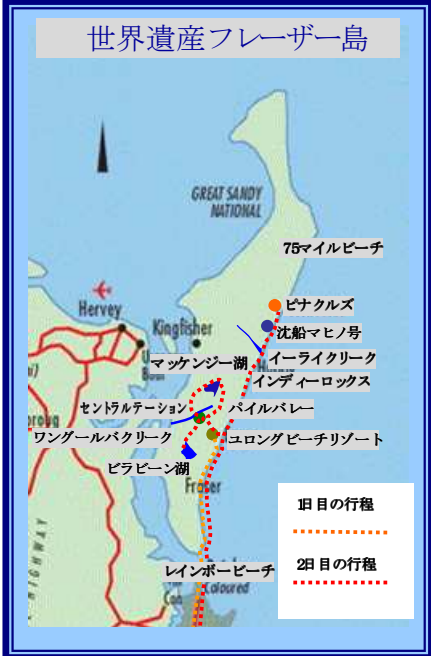 世界遺産フレーザー島
GREAT SANDY
NATIONAL
75マイルビーチ
ピナクルズ
Hervey
沈船マヒノ号
Kingfisher
イーライクリーク
マッケンジー湖
インディーロックス
セントラルテーション
パイルバレー
ワングールバクリーク
ユロングビーチリゾート
ビラビーン湖
Fraser
1日目の行程
2日目の行程
レインボービーチ
Coloured
HIGHWAY